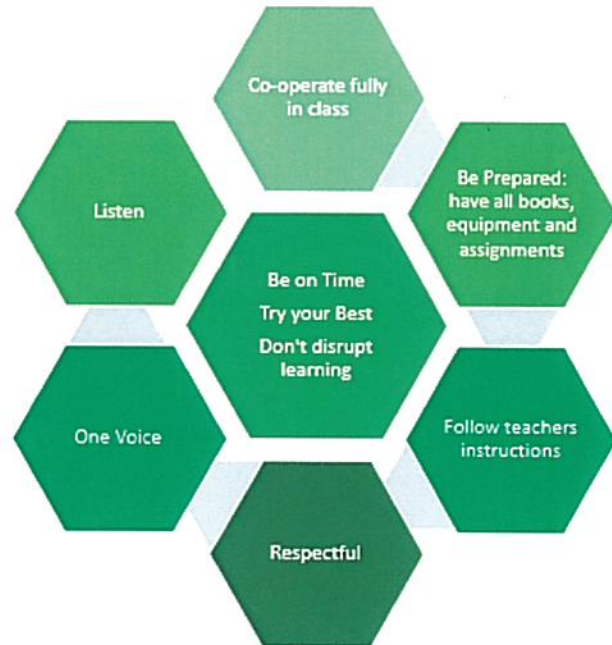 Co-operate fully
in class
Be Prepared:
have all books,
equipment and
assignments
Listen
Be on Time
Try your Best
Don't disrupt
learning
One Voice
Follow teachers
instructions
Respectful